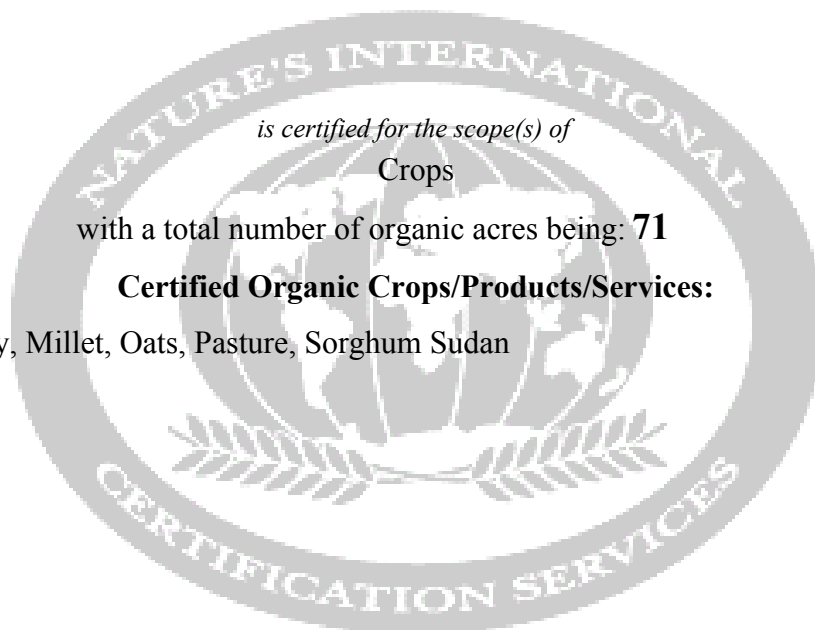 NATURE'S INTERNATIONAL
is certified for the scope(s) of
Crops
with a total number of organic acres being: 71
Certified Organic Crops/Products/Services:
y, Millet, Oats, Pasture, Sorghum Sudan
CERTIFICATION SERVICES